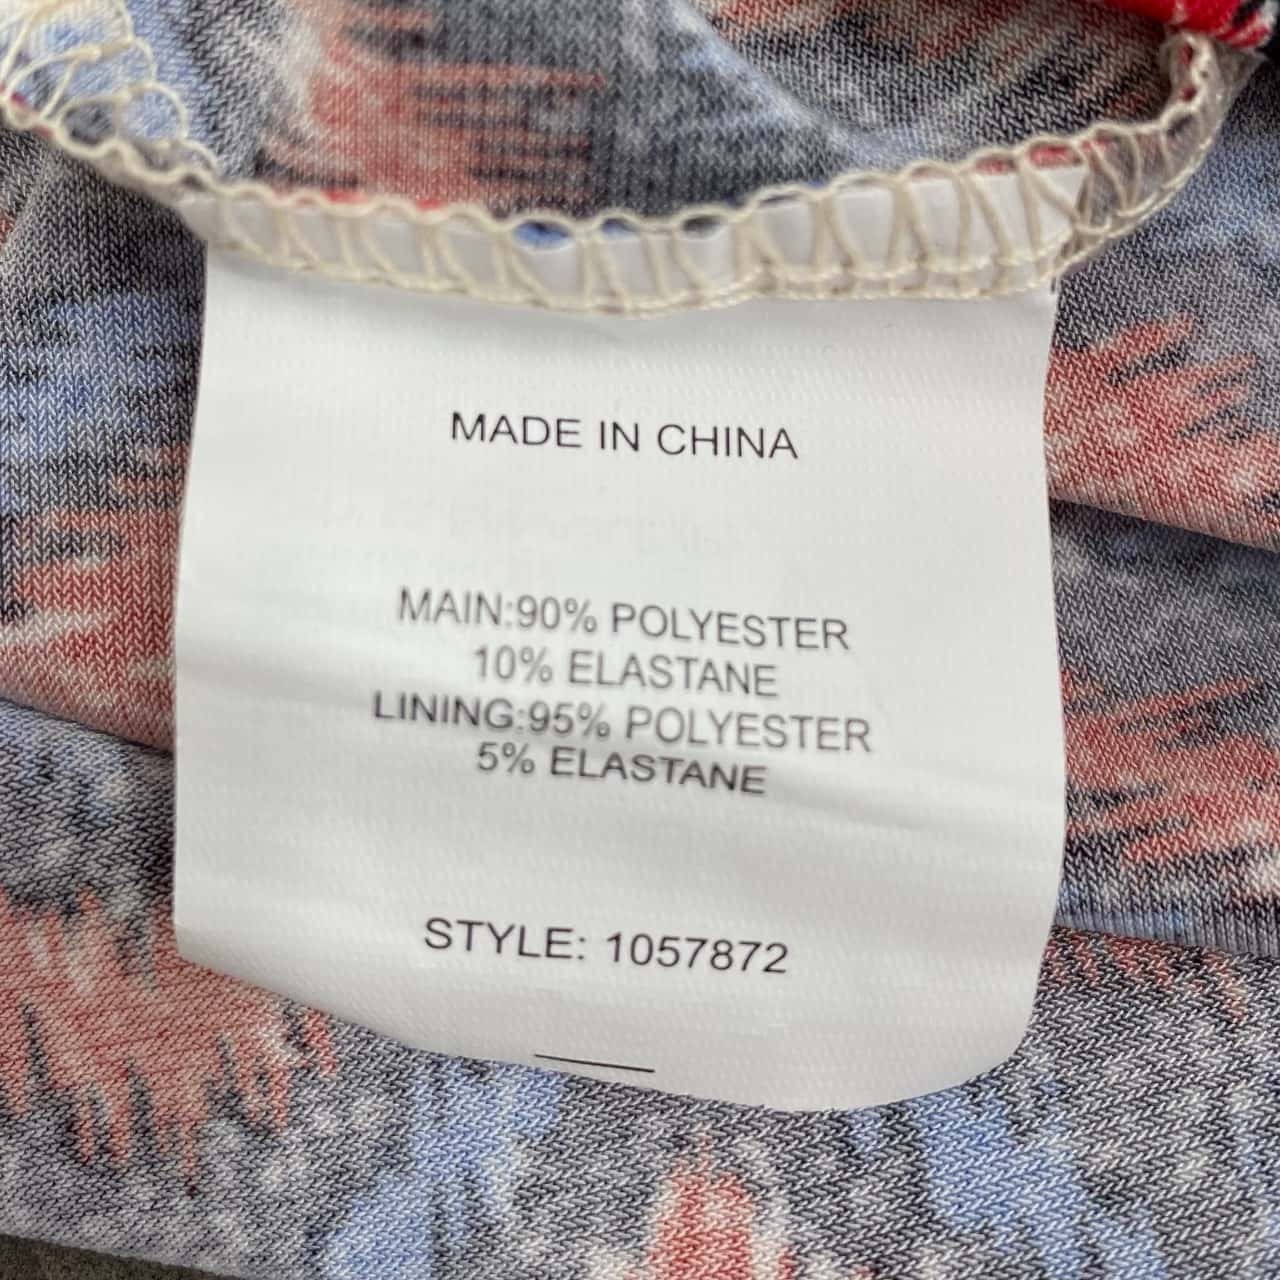 MADE IN CHINA
MAIN:90% POLYESTER
10% ELASTANE
LINING:95% POLYESTER
5% ELASTANE
STYLE: 1057872